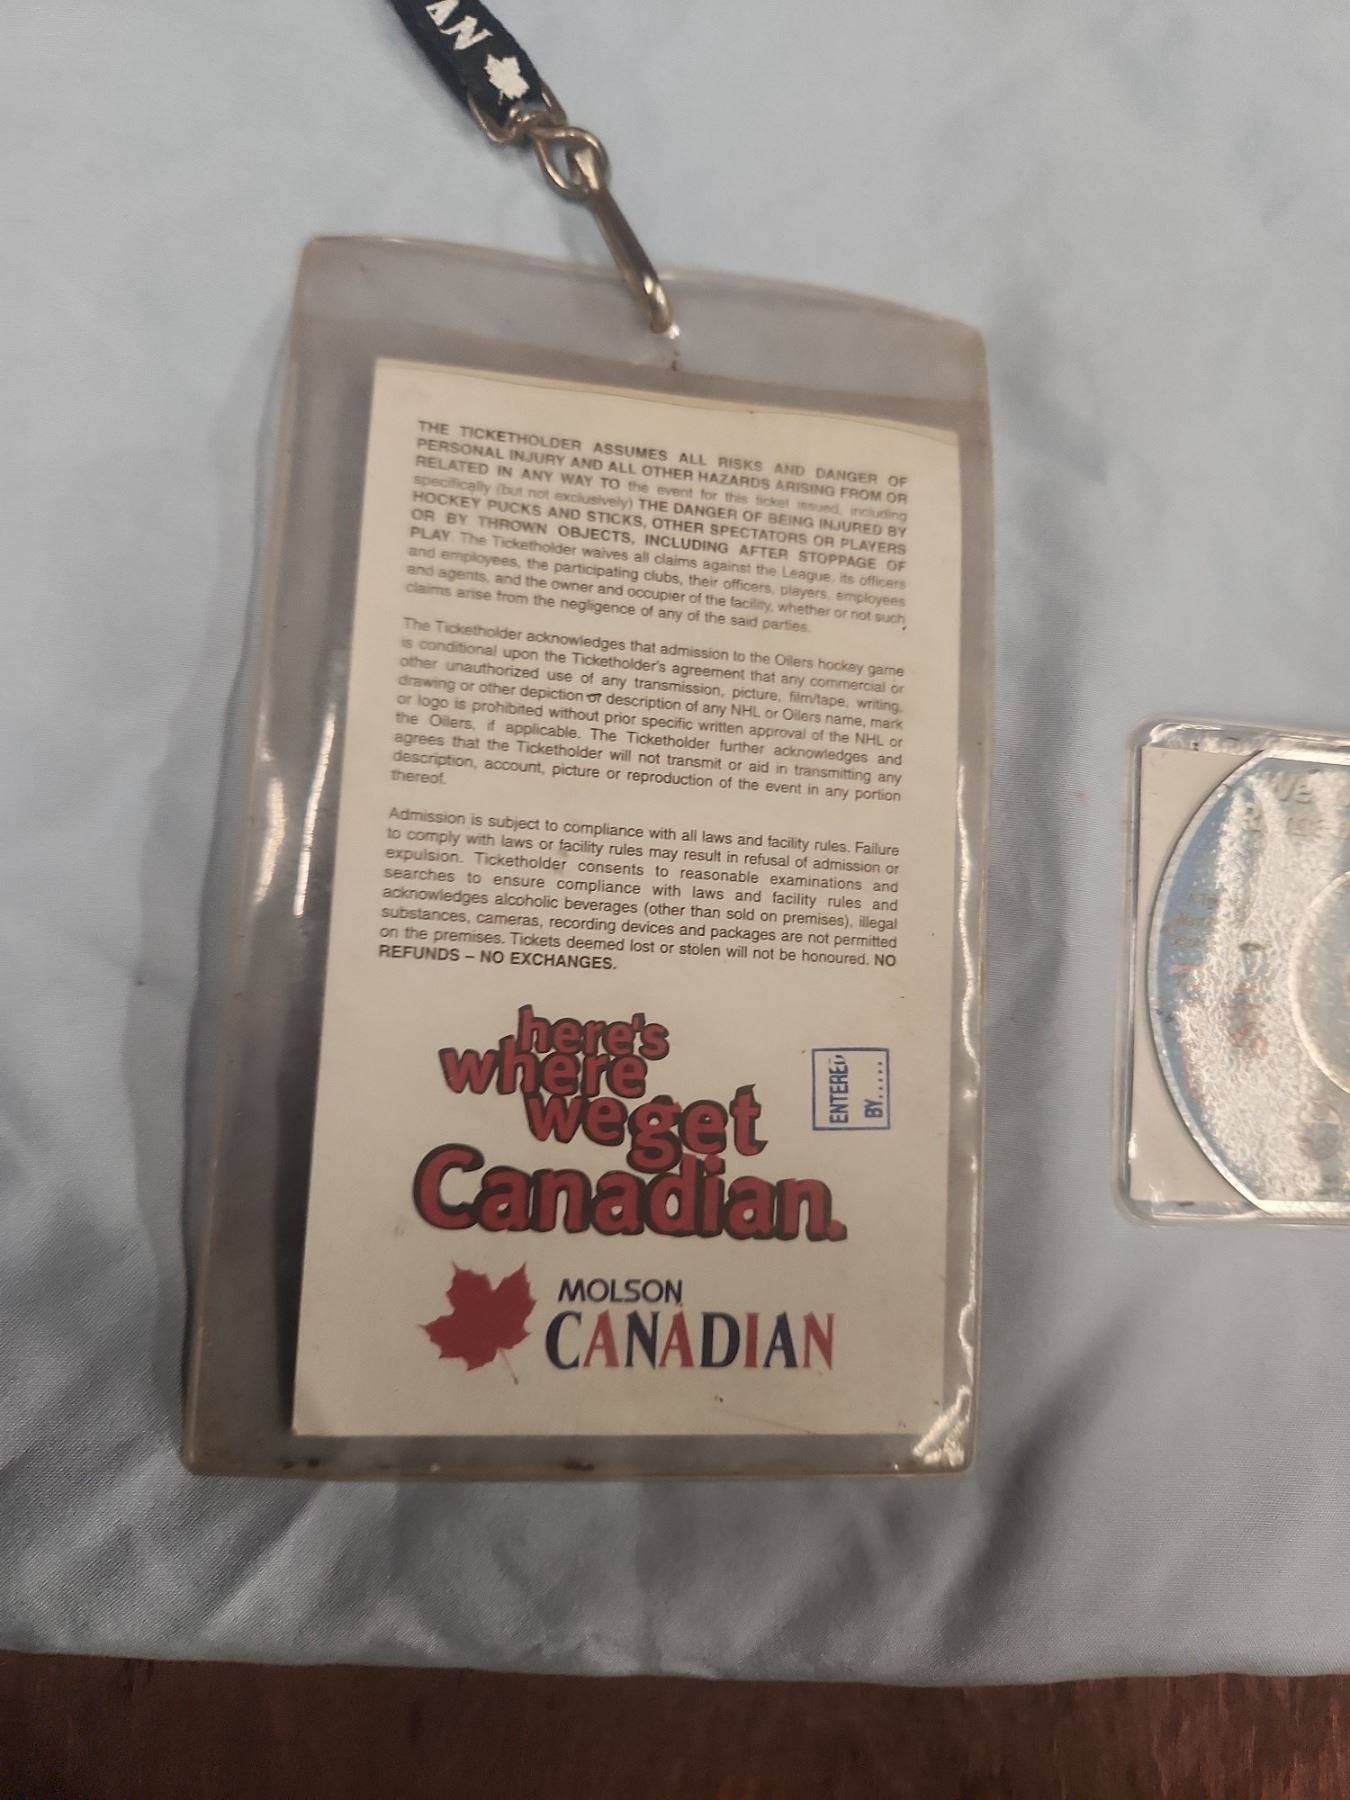 AN
THE TICKETHOLDER ASSUMES ALL RISKS AND DANGER OF
PERSONAL INJURY AND ALL OTHER HAZARDS ARISING FROM OR
RELATED IN ANY WAY TO the event for this ticket issued, including
specifically (but not exclusively) THE DANGER OF BEING INJURED BY
HOCKEY PUCKS AND STICKS, OTHER SPECTATORS OR PLAYERS
OR BY THROWN OBJECTS, INCLUDING AFTER STOPPAGE OF
PLAY. The Ticketholder waives all claims against the League, its officers
and employees, the participating clubs, their officers, players, employees
and agents, and the owner and occupier of the facility, whether or not such
claims arise from the negligence of any of the said parties.
The Ticketholder acknowledges that admission to the Oilers hockey game
is conditional upon the Ticketholder's agreement that any commercial or
other unauthorized use of any transmission, picture, film/tape, writing,
drawing or other depiction or description of any NHL or Oilers name, mark
or logo is prohibited without prior specific written approval of the NHL or
the Oilers, if applicable. The Ticketholder further acknowledges and
agrees that the Ticketholder will not transmit or aid in transmitting any
description, account, picture or reproduction of the event in any portion
thereof.
Admission is subject to compliance with all laws and facility rules. Failure
to comply with laws or facility rules may result in refusal of admission or
expulsion. Ticketholder consents to reasonable examinations and
searches to ensure compliance with laws and facility rules and
acknowledges alcoholic beverages (other than sold on premises), illegal
substances, cameras, recording devices and packages are not permitted
on the premises. Tickets deemed lost or stolen will not be honoured. NO
REFUNDS – NO EXCHANGES.
here's
where
we get
Canadian.
ENTERED
BY.....
MOLSON
CANADIAN